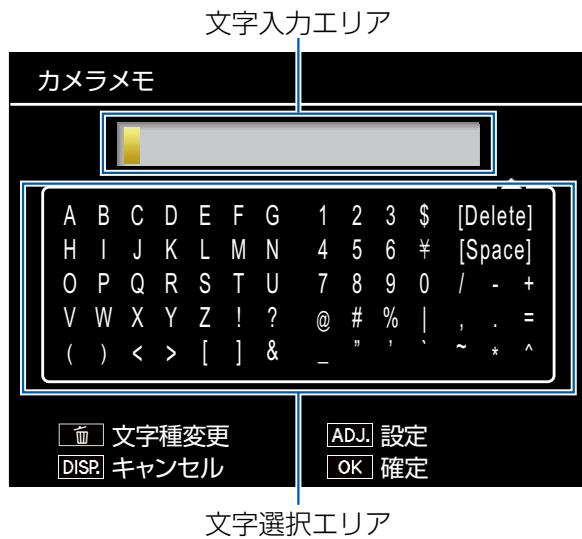 文字入力エリア
カメラメモ
A B C D E F G 1 2 3 $ [Delete]
H I J K L M N 4 5 6 ¥ [Space]
O P Q R S T U 7 8 9 0 / - +
V W X Y Z ! ? @ # % | , . =
( ) < > [ ] & _ ” ’ ` ~ * ^
文字種変更 ADJ. 設定
DISP. キャンセル OK 確定
文字選択エリア